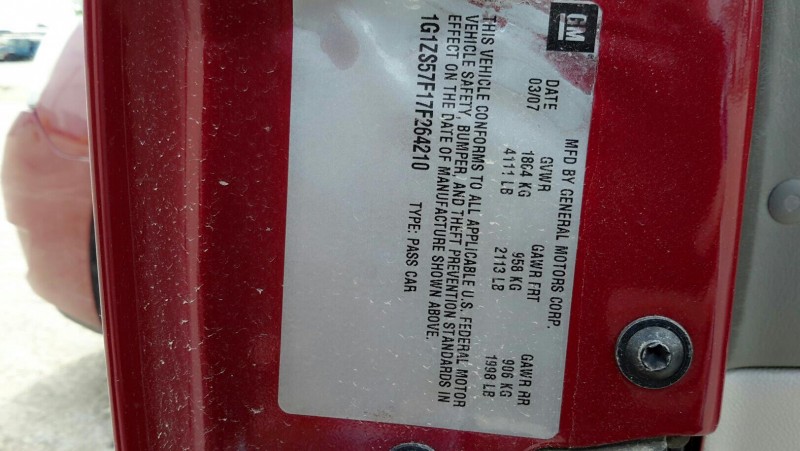 GM
MFD BY GENERAL MOTORS CORP.
DATE GVWR GAWR FRT GAWR RR
03/07 1864 KG 958 KG 906 KG
4111 LB 2113 LB 1998 LB
THIS VEHICLE CONFORMS TO ALL APPLICABLE U.S. FEDERAL MOTOR
VEHICLE SAFETY, BUMPER, AND THEFT PREVENTION STANDARDS IN
EFFECT ON THE DATE OF MANUFACTURE SHOWN ABOVE.
1G1ZS57F17F264210 TYPE: PASS CAR